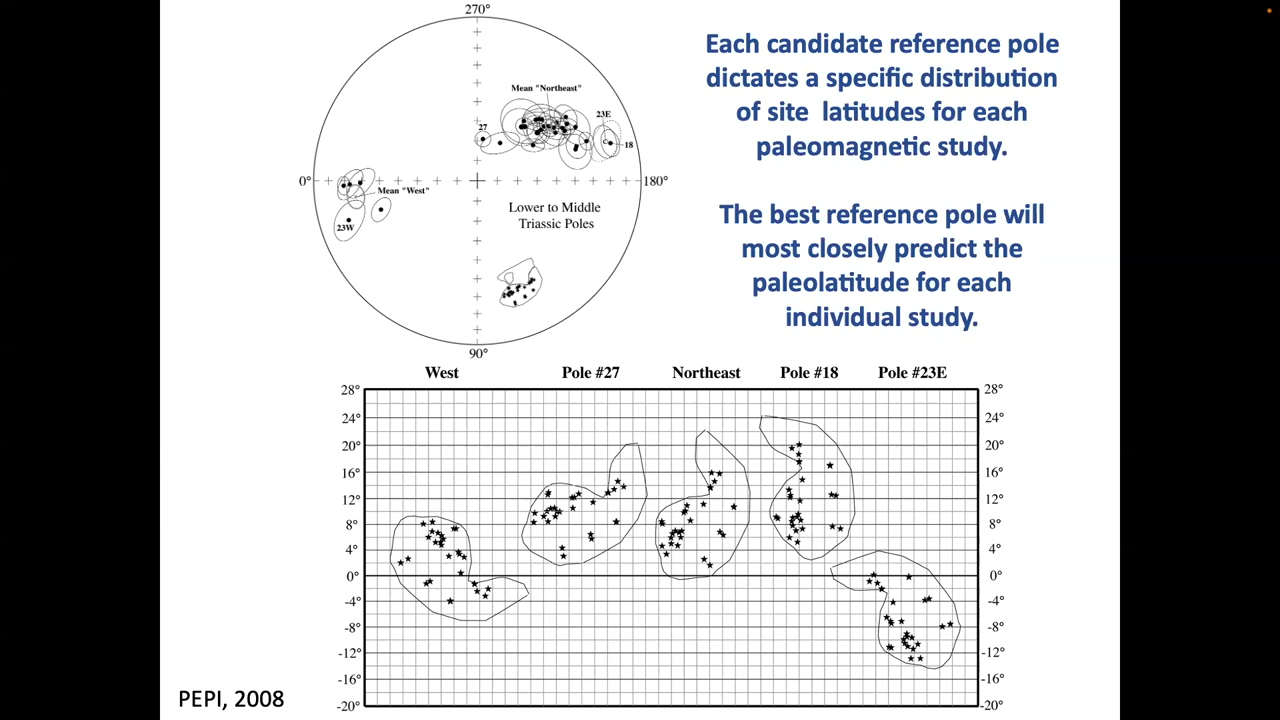 270°
Each candidate reference pole
dictates a specific distribution
of site latitudes for each
paleomagnetic study.
The best reference pole will
most closely predict the
paleolatitude for each
individual study.
Mean "Northeast"
27
23E
18
0°
180°
Mean "West"
23W
Lower to Middle
Triassic Poles
90°
West Pole #27 Northeast Pole #18 Pole #23E
28° 28°
24° 24°
20° 20°
16° 16°
12° 12°
8° 8°
4° 4°
0° 0°
-4° -4°
-8° -8°
-12° -12°
-16° -16°
-20° -20°
PEPI, 2008